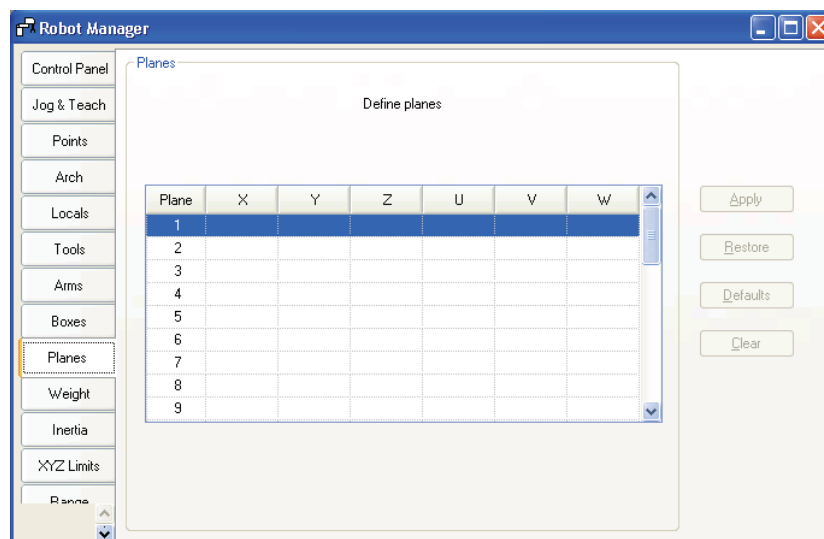 Robot Manager
Control Panel
Jog & Teach
Points
Arch
Locals
Tools
Arms
Boxes
Planes
Weight
Inertia
XYZ Limits
Range
Planes
Define planes
Plane X Y Z U V W
1
2
3
4
5
6
7
8
9
Apply
Restore
Defaults
Clear